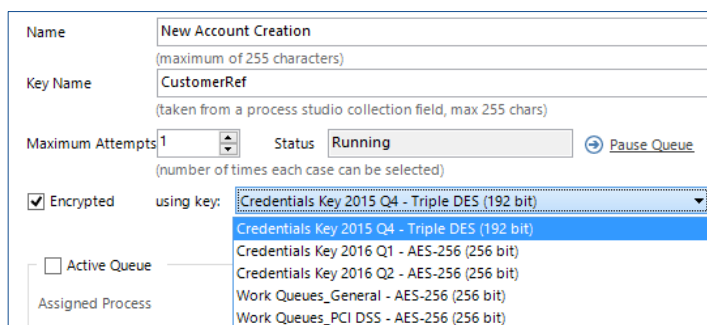 Name New Account Creation
(maximum of 255 characters)
Key Name CustomerRef
(taken from a process studio collection field, max 255 chars)
Maximum Attempts 1 Status Running Pause Queue
(number of times each case can be selected)
Encrypted using key: Credentials Key 2015 Q4 - Triple DES (192 bit)
Credentials Key 2015 Q4 - Triple DES (192 bit)
Active Queue Credentials Key 2016 Q1 - AES-256 (256 bit)
Credentials Key 2016 Q2 - AES-256 (256 bit)
Assigned Process Work Queues_General - AES-256 (256 bit)
Work Queues_PCI DSS - AES-256 (256 bit)